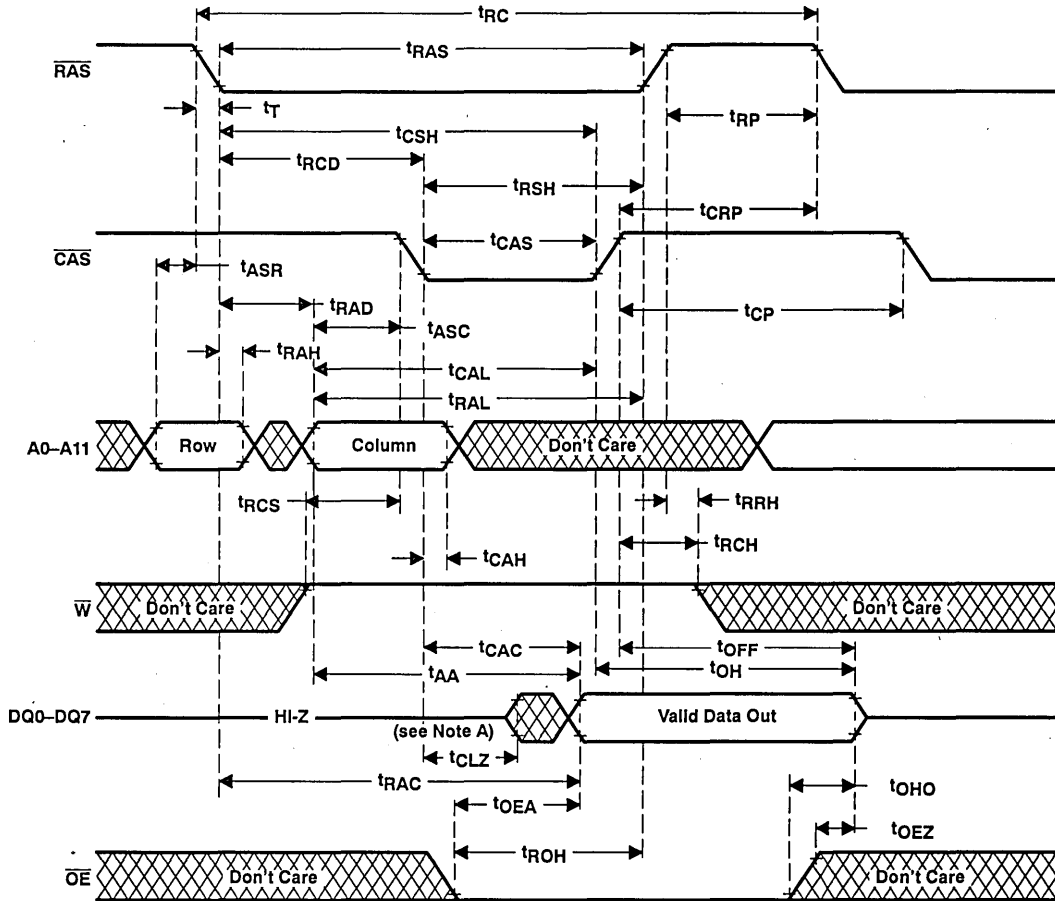 tRC
tRAS
RAS
tT
tRP
tCSH
tRCD
tRSH
tCRP
CAS
tCAS
tASR
tRAD
tCP
tASC
tRAH
tCAL
tRAL
A0–A11 Row Column Don't Care
tRCS
tRRH
tRCH
tCAH
W Don't Care Don't Care
tCAC
tOFF
tAA
tOH
DQ0–DQ7 HI-Z Valid Data Out
(see Note A)
tCLZ
tRAC
tOHO
tOEA
tOEZ
tROH
OE Don't Care Don't Care